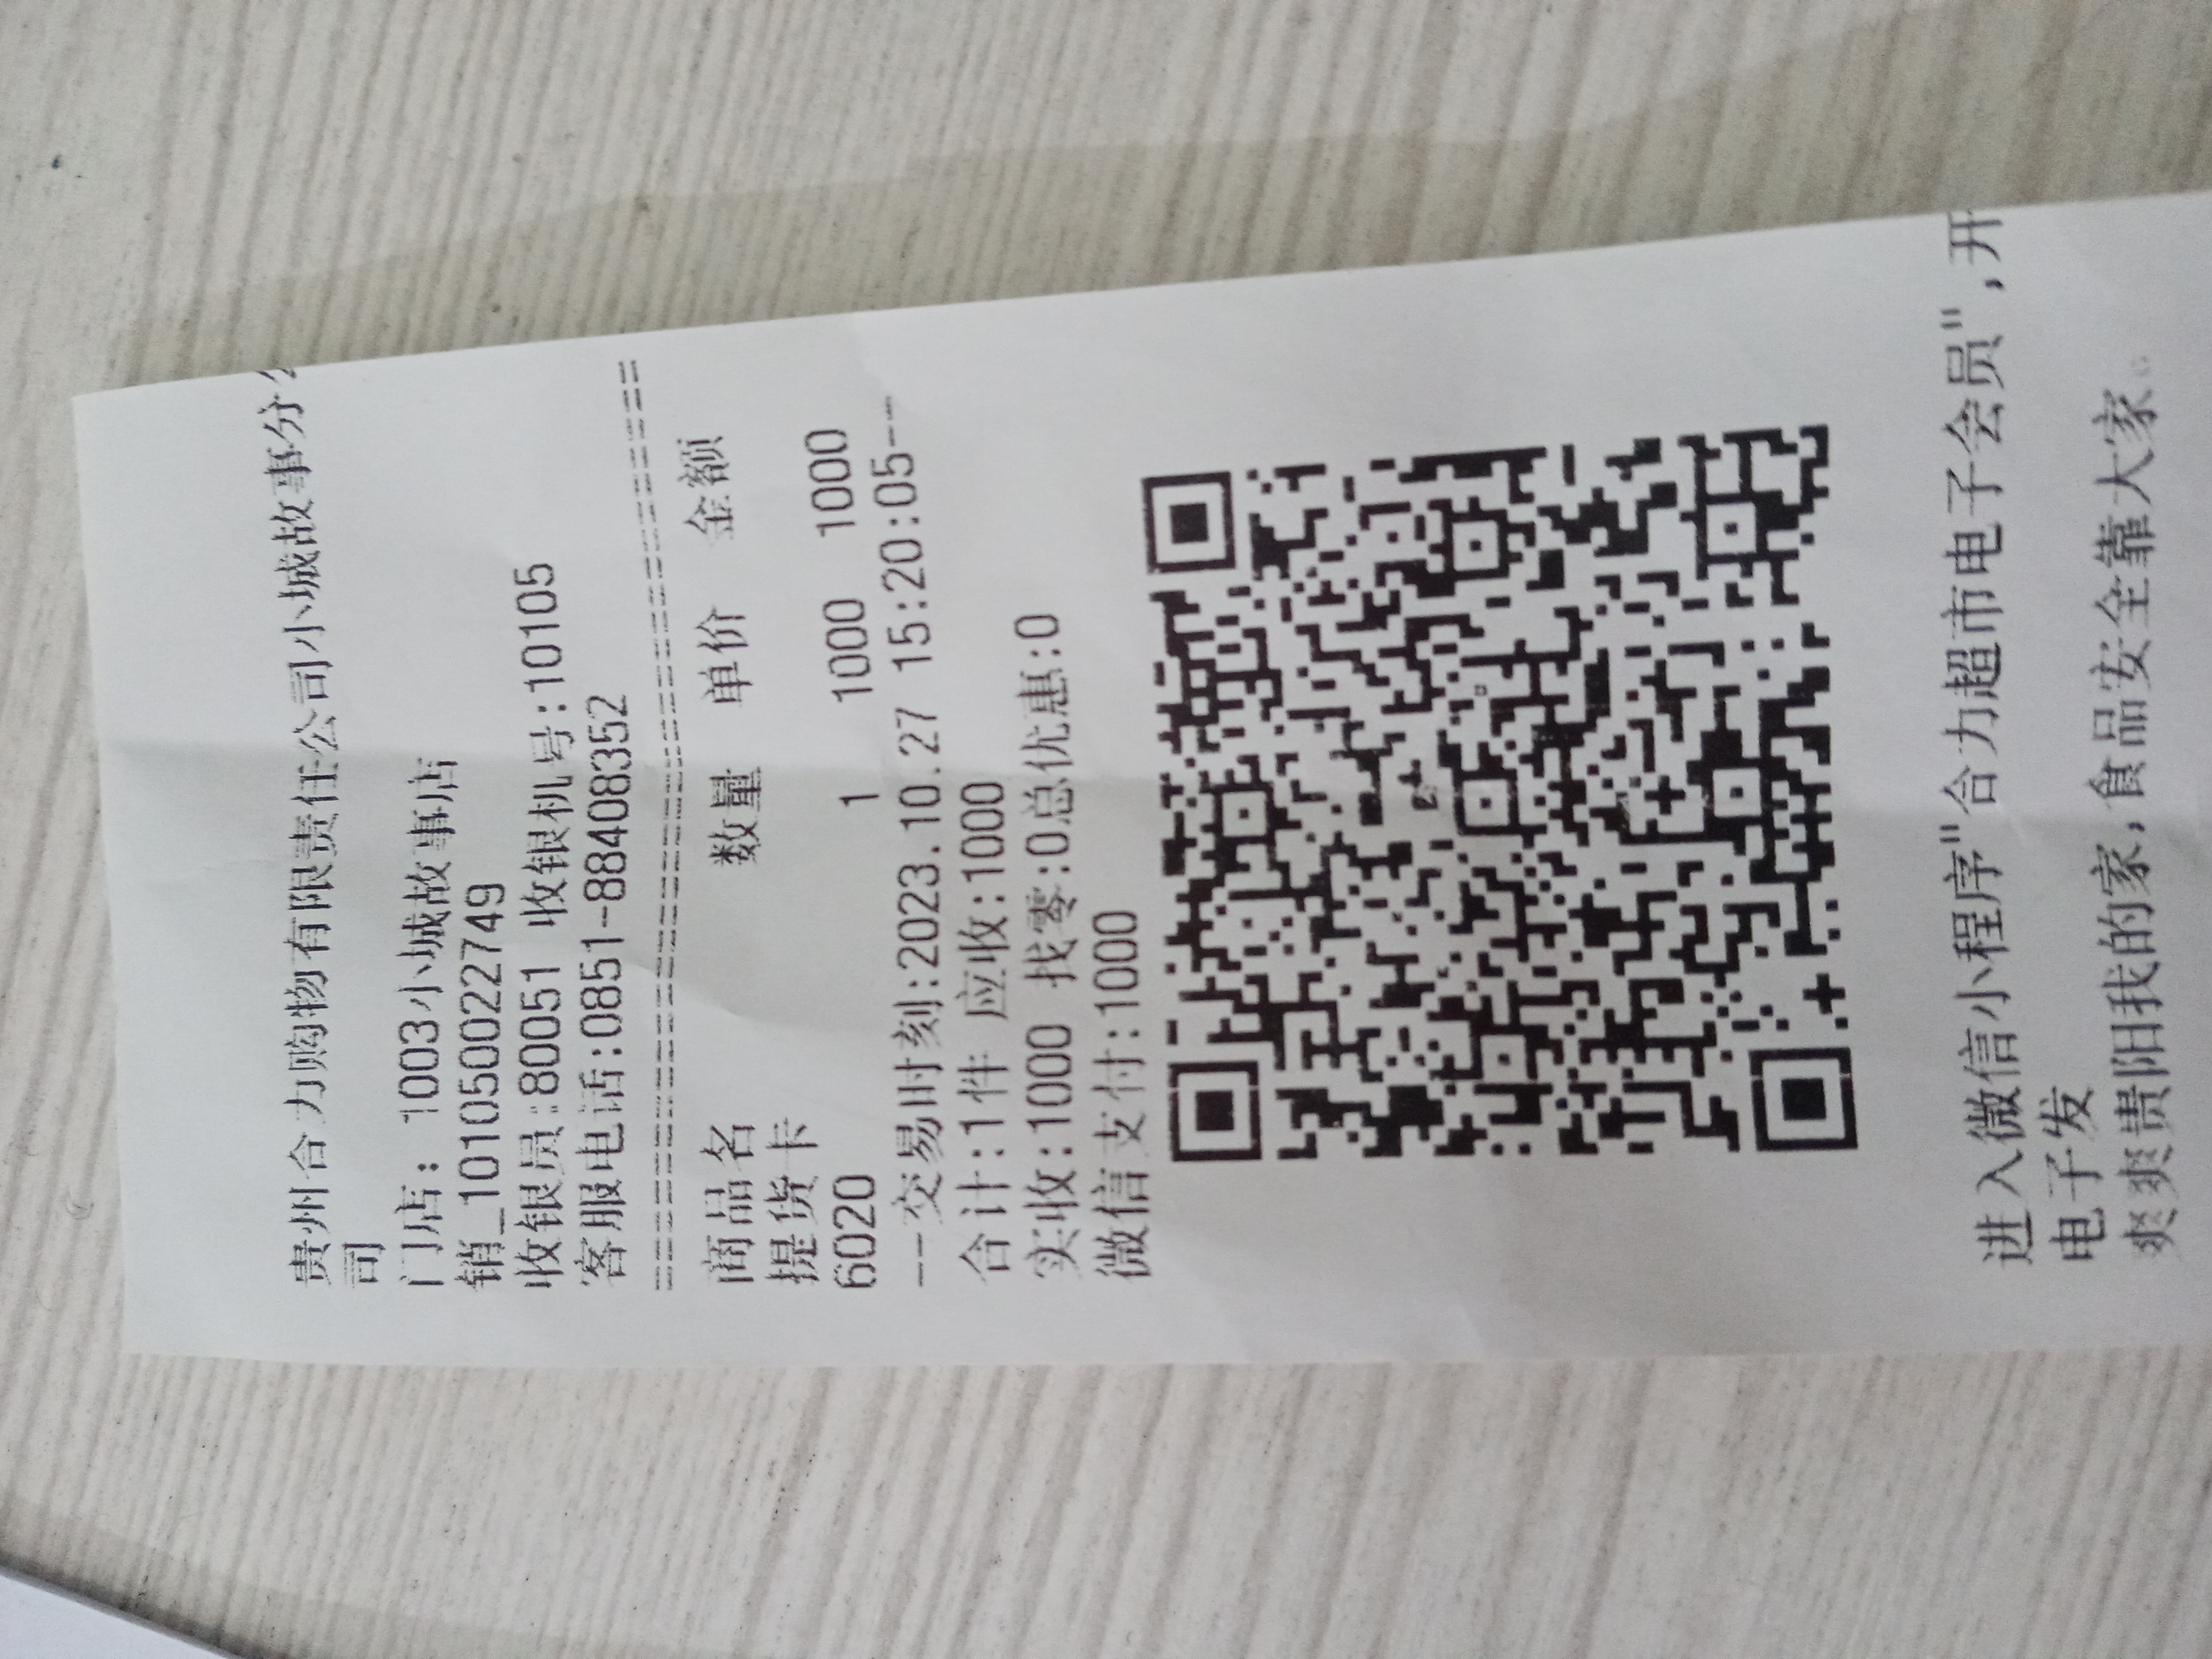 贵州合力购物有限责任公司小城故事分公
司
门店: 1003小城故事店
销_10105002​2749
收银员:80051 收银机号:10105
客服电话:0851-88408352
================================
商品名 数量 单价 金额
提货卡
6020 1 1000 1000
--交易时刻:2023.10.27 15:20:05--
合计:1件 应收:1000
实收:1000 找零:0总优惠:0
微信支付:1000
进入微信小程序"合力超市电子会员",开
电子发
爽爽贵阳我的家,食品安全靠大家。